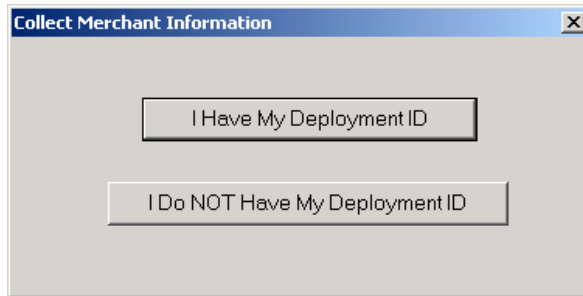 Collect Merchant Information
I Have My Deployment ID
I Do NOT Have My Deployment ID